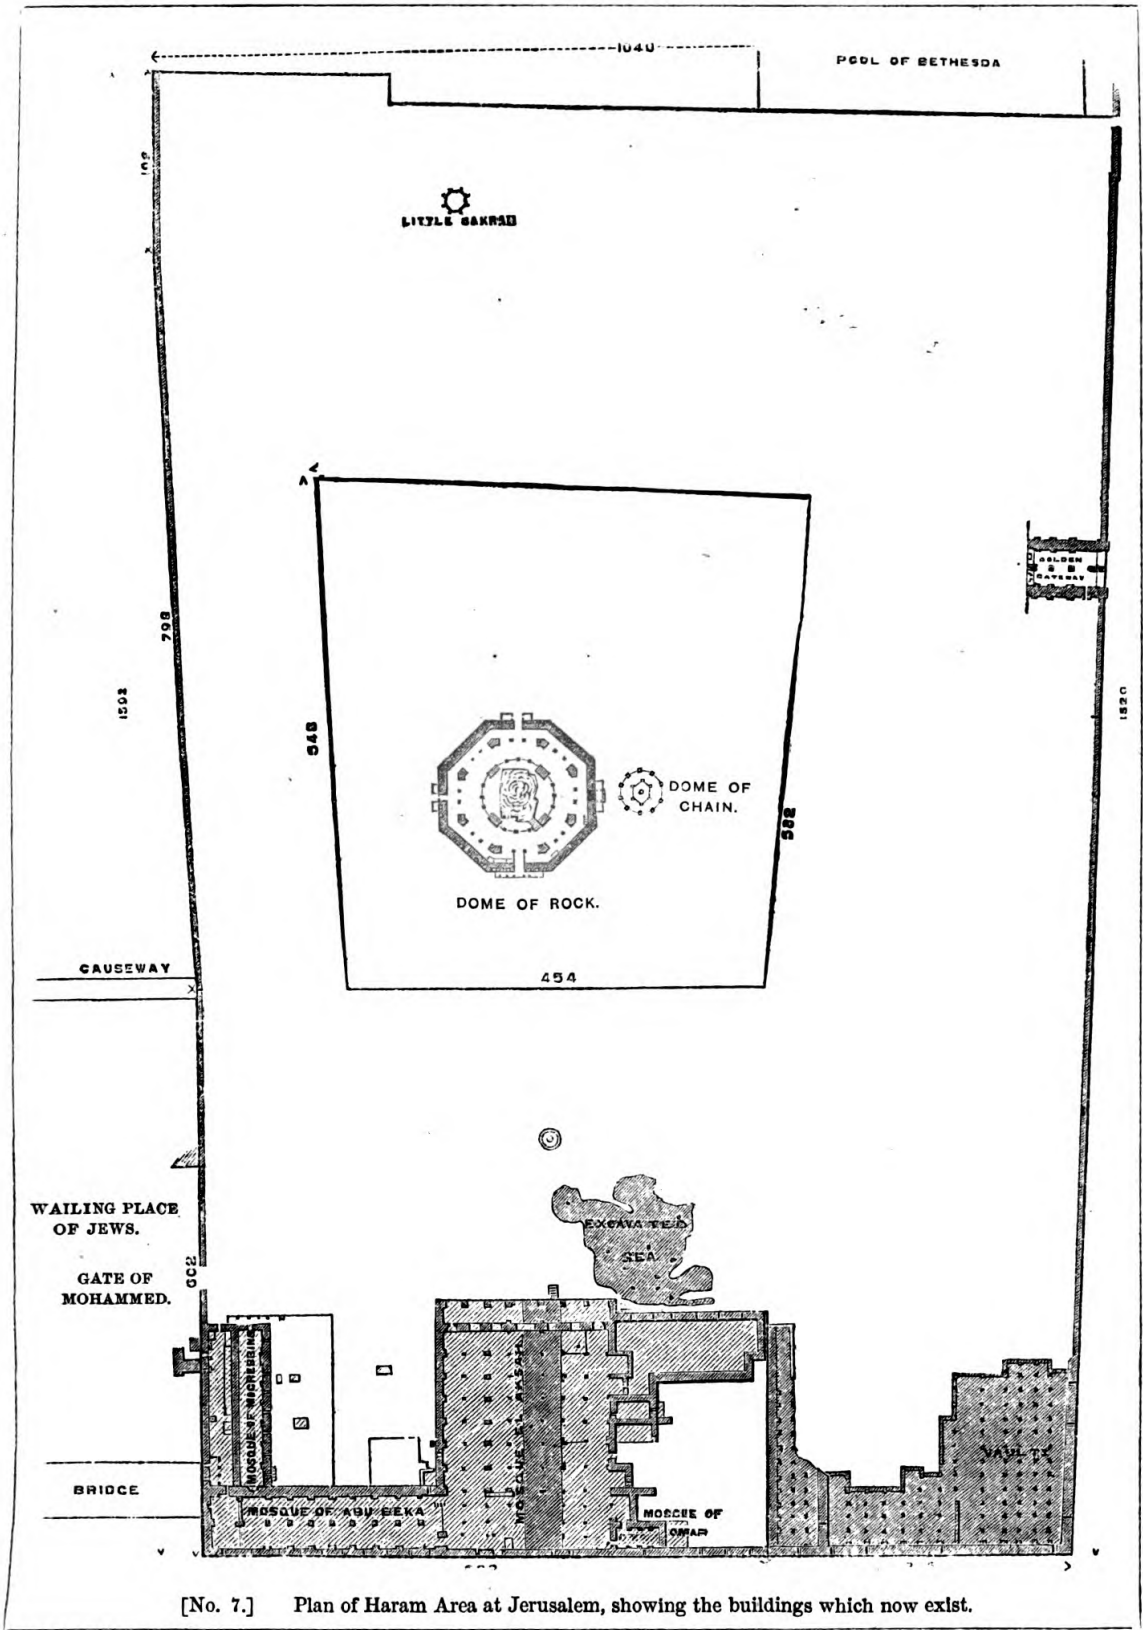 1040
POOL OF BETHESDA
LITTLE SAKRAH
798
1592
548
GOLDEN
GATEWAY
1520
DOME OF
CHAIN.
582
DOME OF ROCK.
CAUSEWAY
454
WAILING PLACE
OF JEWS.
EXCAVATED
SEA
GATE OF
MOHAMMED.
602
MOSQUE OF MOGREBBINS
MOSQUE EL AKSAH
VAULTS
BRIDGE
MOSQUE OF ABU BEKA
MOSQUE OF
OMAR
[No. 7.] Plan of Haram Area at Jerusalem, showing the buildings which now exist.